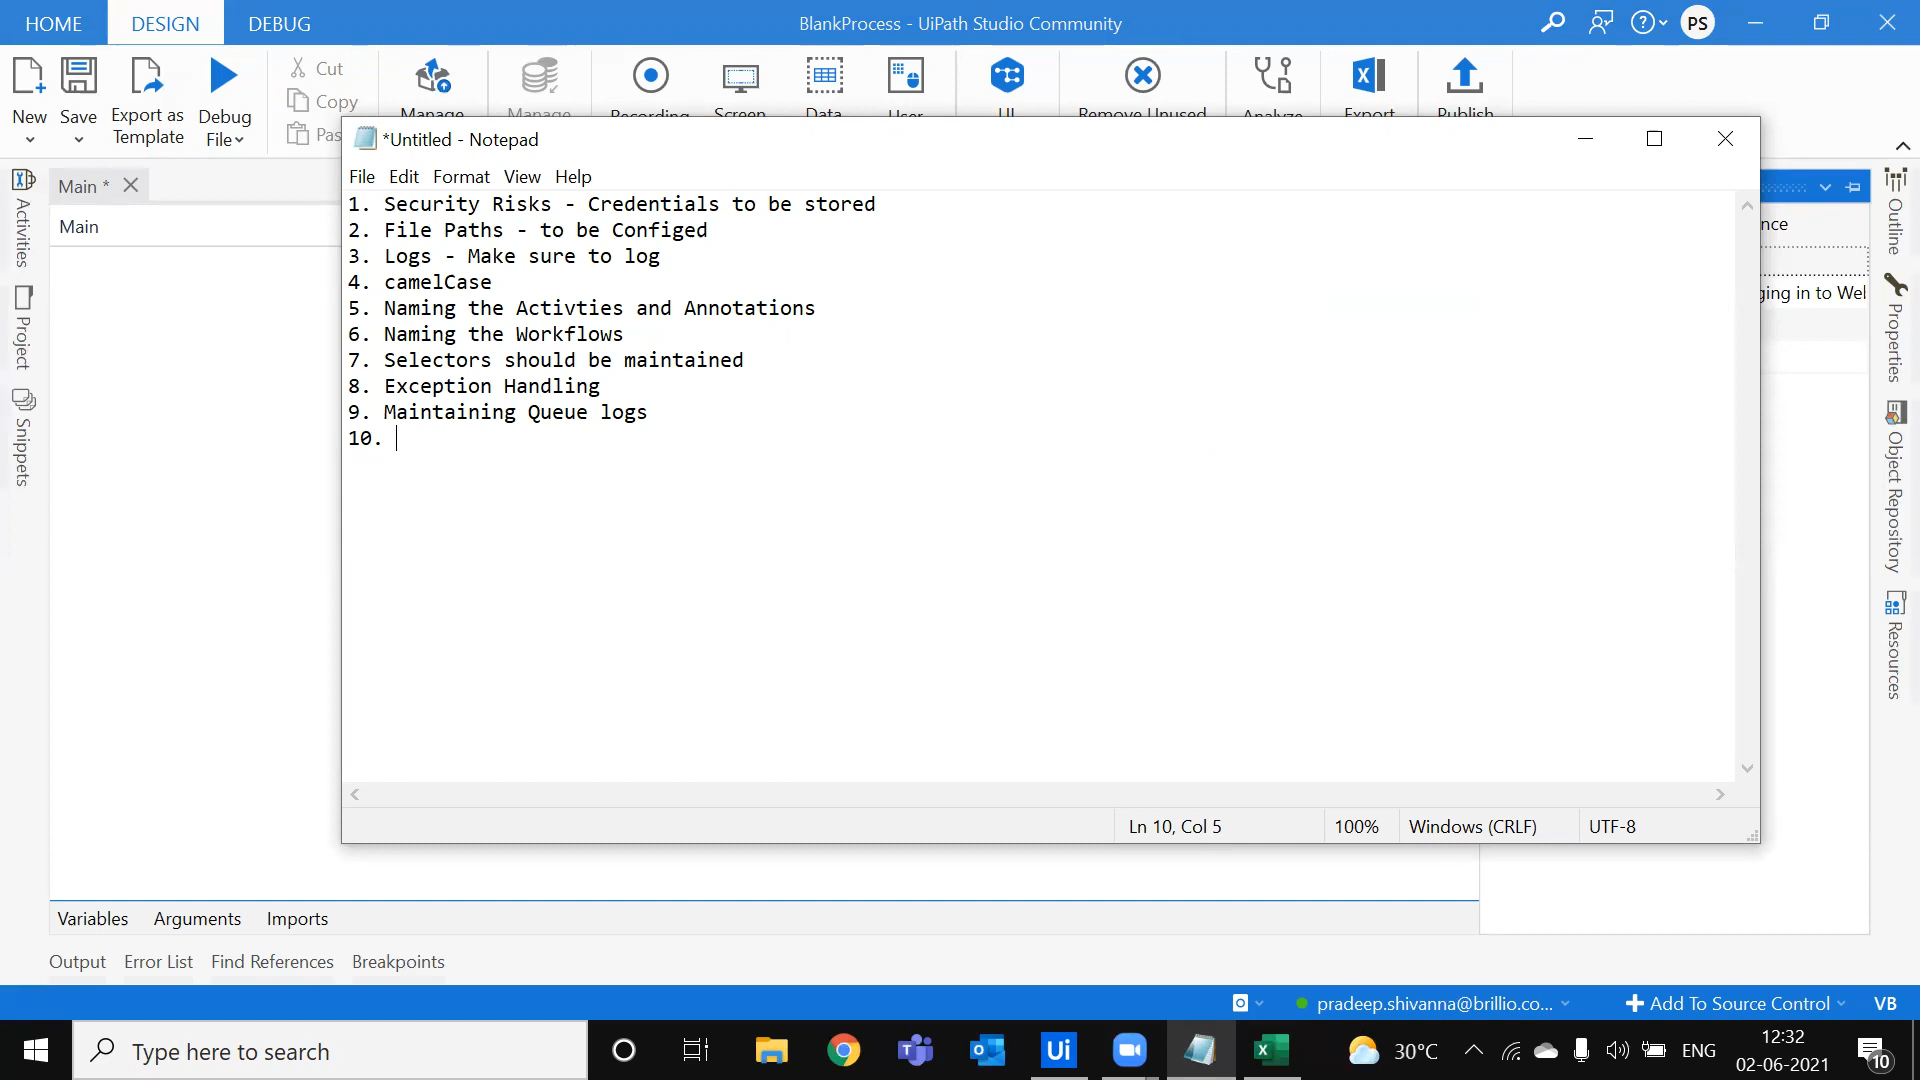 HOME DESIGN DEBUG BlankProcess - UiPath Studio Community PS
New Save Export as Template Debug File Cut Copy
Main *
Main
Activities
Project
Snippets
Outline
Properties
Object Repository
Resources
*Untitled - Notepad
File Edit Format View Help
1. Security Risks - Credentials to be stored
2. File Paths - to be Configed
3. Logs - Make sure to log
4. camelCase
5. Naming the Activties and Annotations
6. Naming the Workflows
7. Selectors should be maintained
8. Exception Handling
9. Maintaining Queue logs
10.
Ln 10, Col 5 100% Windows (CRLF) UTF-8
Variables Arguments Imports
Output Error List Find References Breakpoints
pradeep.shivanna@brillio.co... Add To Source Control VB
Type here to search Ui 30°C ENG 12:32
02-06-2021 10